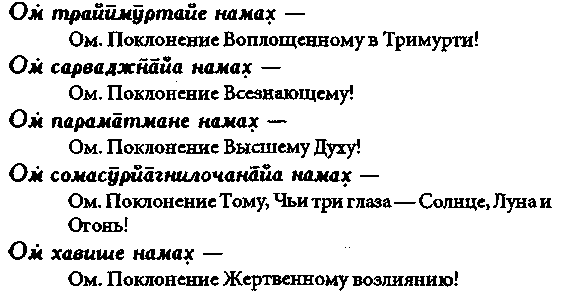 Ом̇ трайӣмӯртайе намах̣ —
Ом. Поклонение Воплощенному в Тримурти!
Ом̇ сарваджн̃а̄йа намах̣ —
Ом. Поклонение Всезнающему!
Ом̇ парама̄тмане намах̣ —
Ом. Поклонение Высшему Духу!
Ом̇ сомасӯрйа̄гнилочана̄йа намах̣ —
Ом. Поклонение Тому, Чьи три глаза — Солнце, Луна и
Огонь!
Ом̇ хавише намах̣ —
Ом. Поклонение Жертвенному возлиянию!